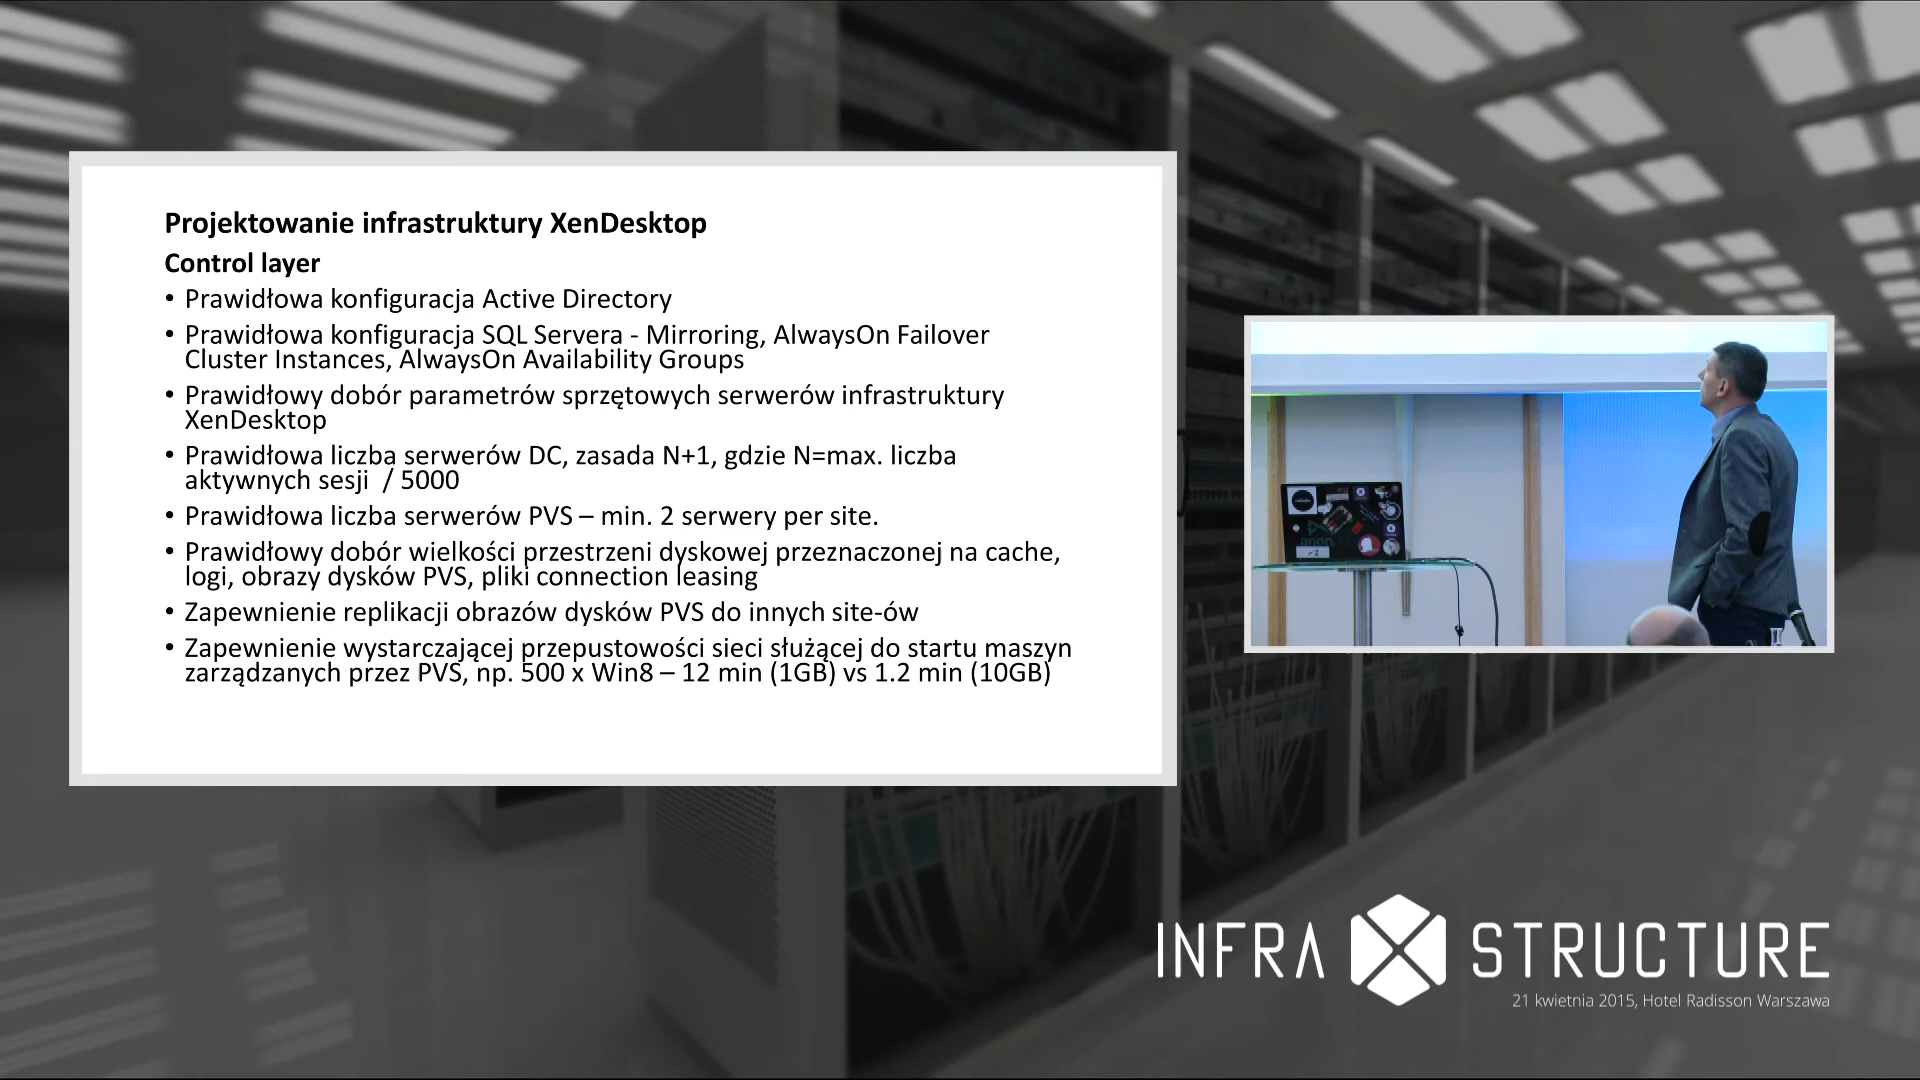 Projektowanie infrastruktury XenDesktop
Control layer
• Prawidłowa konfiguracja Active Directory
• Prawidłowa konfiguracja SQL Servera - Mirroring, AlwaysOn Failover
Cluster Instances, AlwaysOn Availability Groups
• Prawidłowy dobór parametrów sprzętowych serwerów infrastruktury
XenDesktop
• Prawidłowa liczba serwerów DC, zasada N+1, gdzie N=max. liczba
aktywnych sesji / 5000
• Prawidłowa liczba serwerów PVS – min. 2 serwery per site.
• Prawidłowy dobór wielkości przestrzeni dyskowej przeznaczonej na cache,
logi, obrazy dysków PVS, pliki connection leasing
• Zapewnienie replikacji obrazów dysków PVS do innych site-ów
• Zapewnienie wystarczającej przepustowości sieci służącej do startu maszyn
zarządzanych przez PVS, np. 500 x Win8 – 12 min (1GB) vs 1.2 min (10GB)
INFRA STRUCTURE
21 kwietnia 2015, Hotel Radisson Warszawa